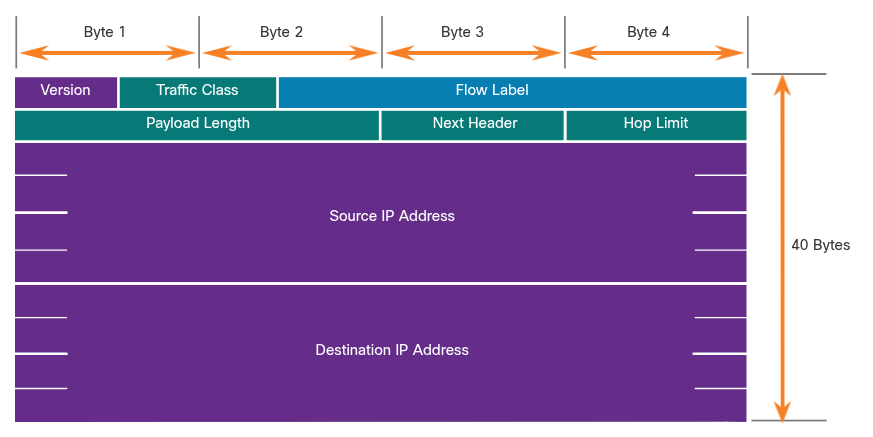 Byte 1 Byte 2 Byte 3 Byte 4
Version Traffic Class Flow Label
Payload Length Next Header Hop Limit
Source IP Address
40 Bytes
Destination IP Address